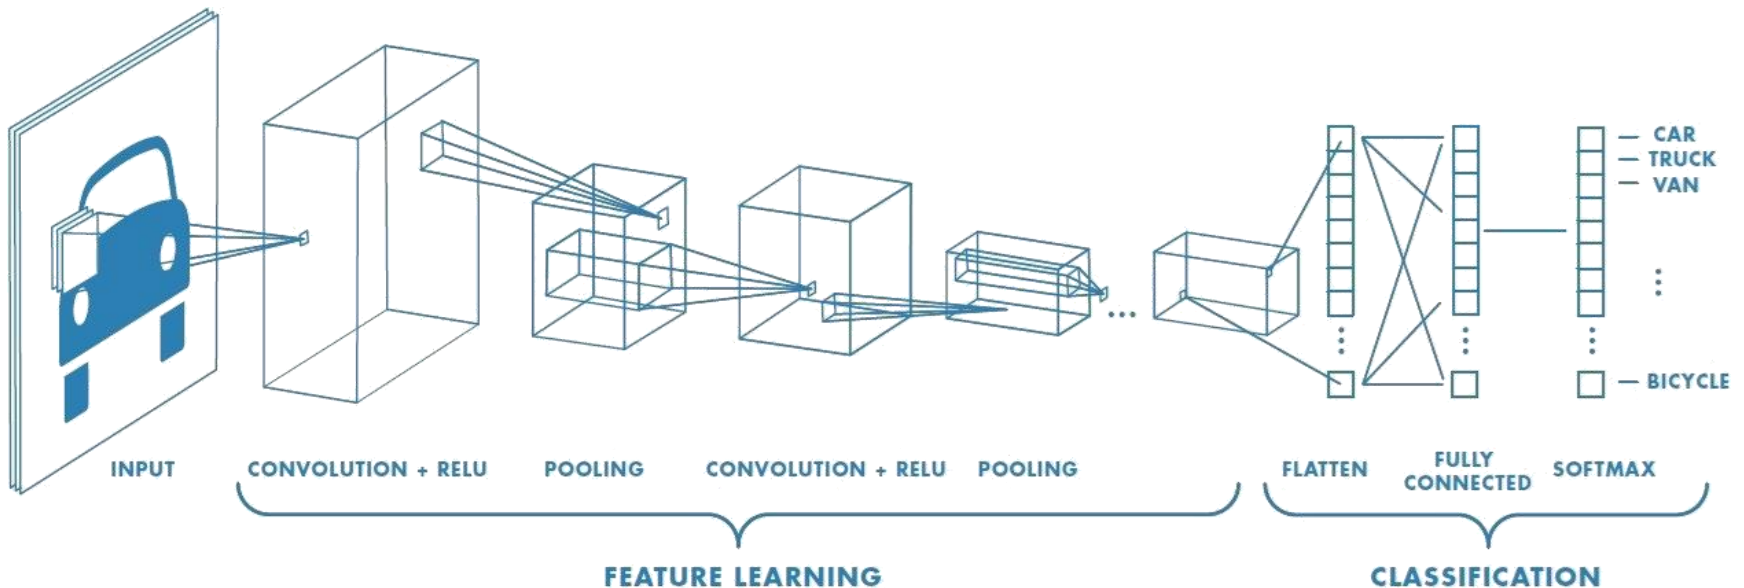 CAR
TRUCK
VAN
BICYCLE
INPUT
CONVOLUTION + RELU
POOLING
CONVOLUTION + RELU
POOLING
FLATTEN
FULLY
CONNECTED
SOFTMAX
FEATURE LEARNING
CLASSIFICATION